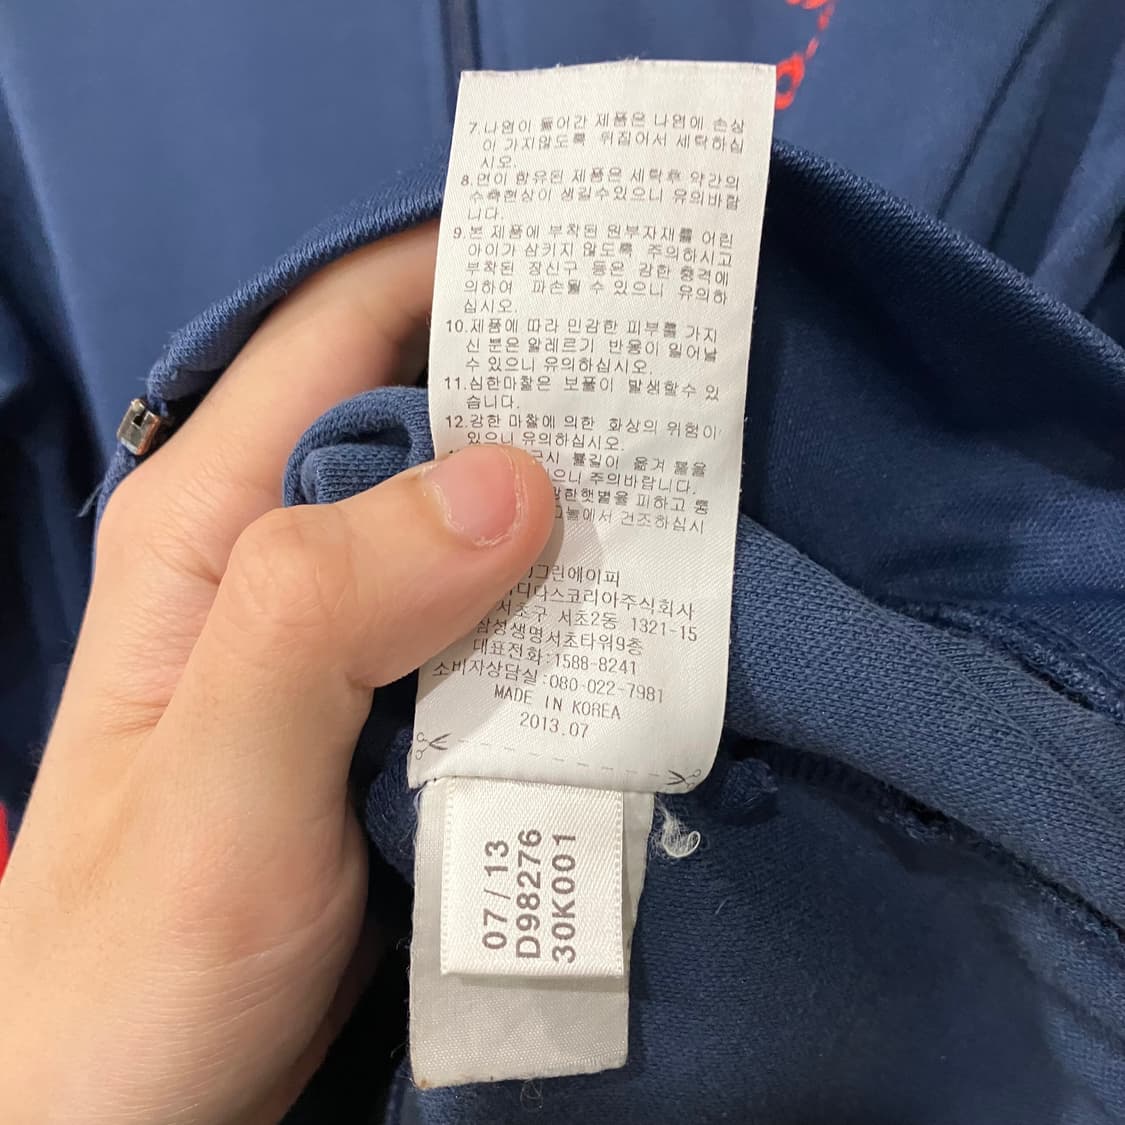 7.나염이 들어간 제품은 나염에 손상
이 가지않도록 뒤집어서 세탁하십
시오.
8.면이 함유된 제품은 세탁후 약간의
수축현상이 생길수있으니 유의바랍
니다.
9.본 제품에 부착된 원부자재를 어린
아이가 삼키지 않도록 주의하시고
부착된 장신구 등은 강한 충격에
의하여 파손될 수 있으니 유의하
십시오.
10.제품에 따라 민감한 피부를 가지
신 분은 알레르기 반응이 일어날
수 있으니 유의하십시오.
11.심한마찰은 보풀이 발생할수 있
습니다.
12.강한 마찰에 의한 화상의 위험이
있으니 유의하십시오.
근시 불길이 옮겨 붙을
으니 주의바랍니다.
한햇볕을 피하고 통
그늘에서 건조하십시
그린에이피
디다스코리아주식회사
서초구 서초2동 1321-15
삼성생명서초타워9층
대표전화:1588-8241
소비자상담실:080-022-7981
MADE IN KOREA
2013.07
07/13
D98276
30K001